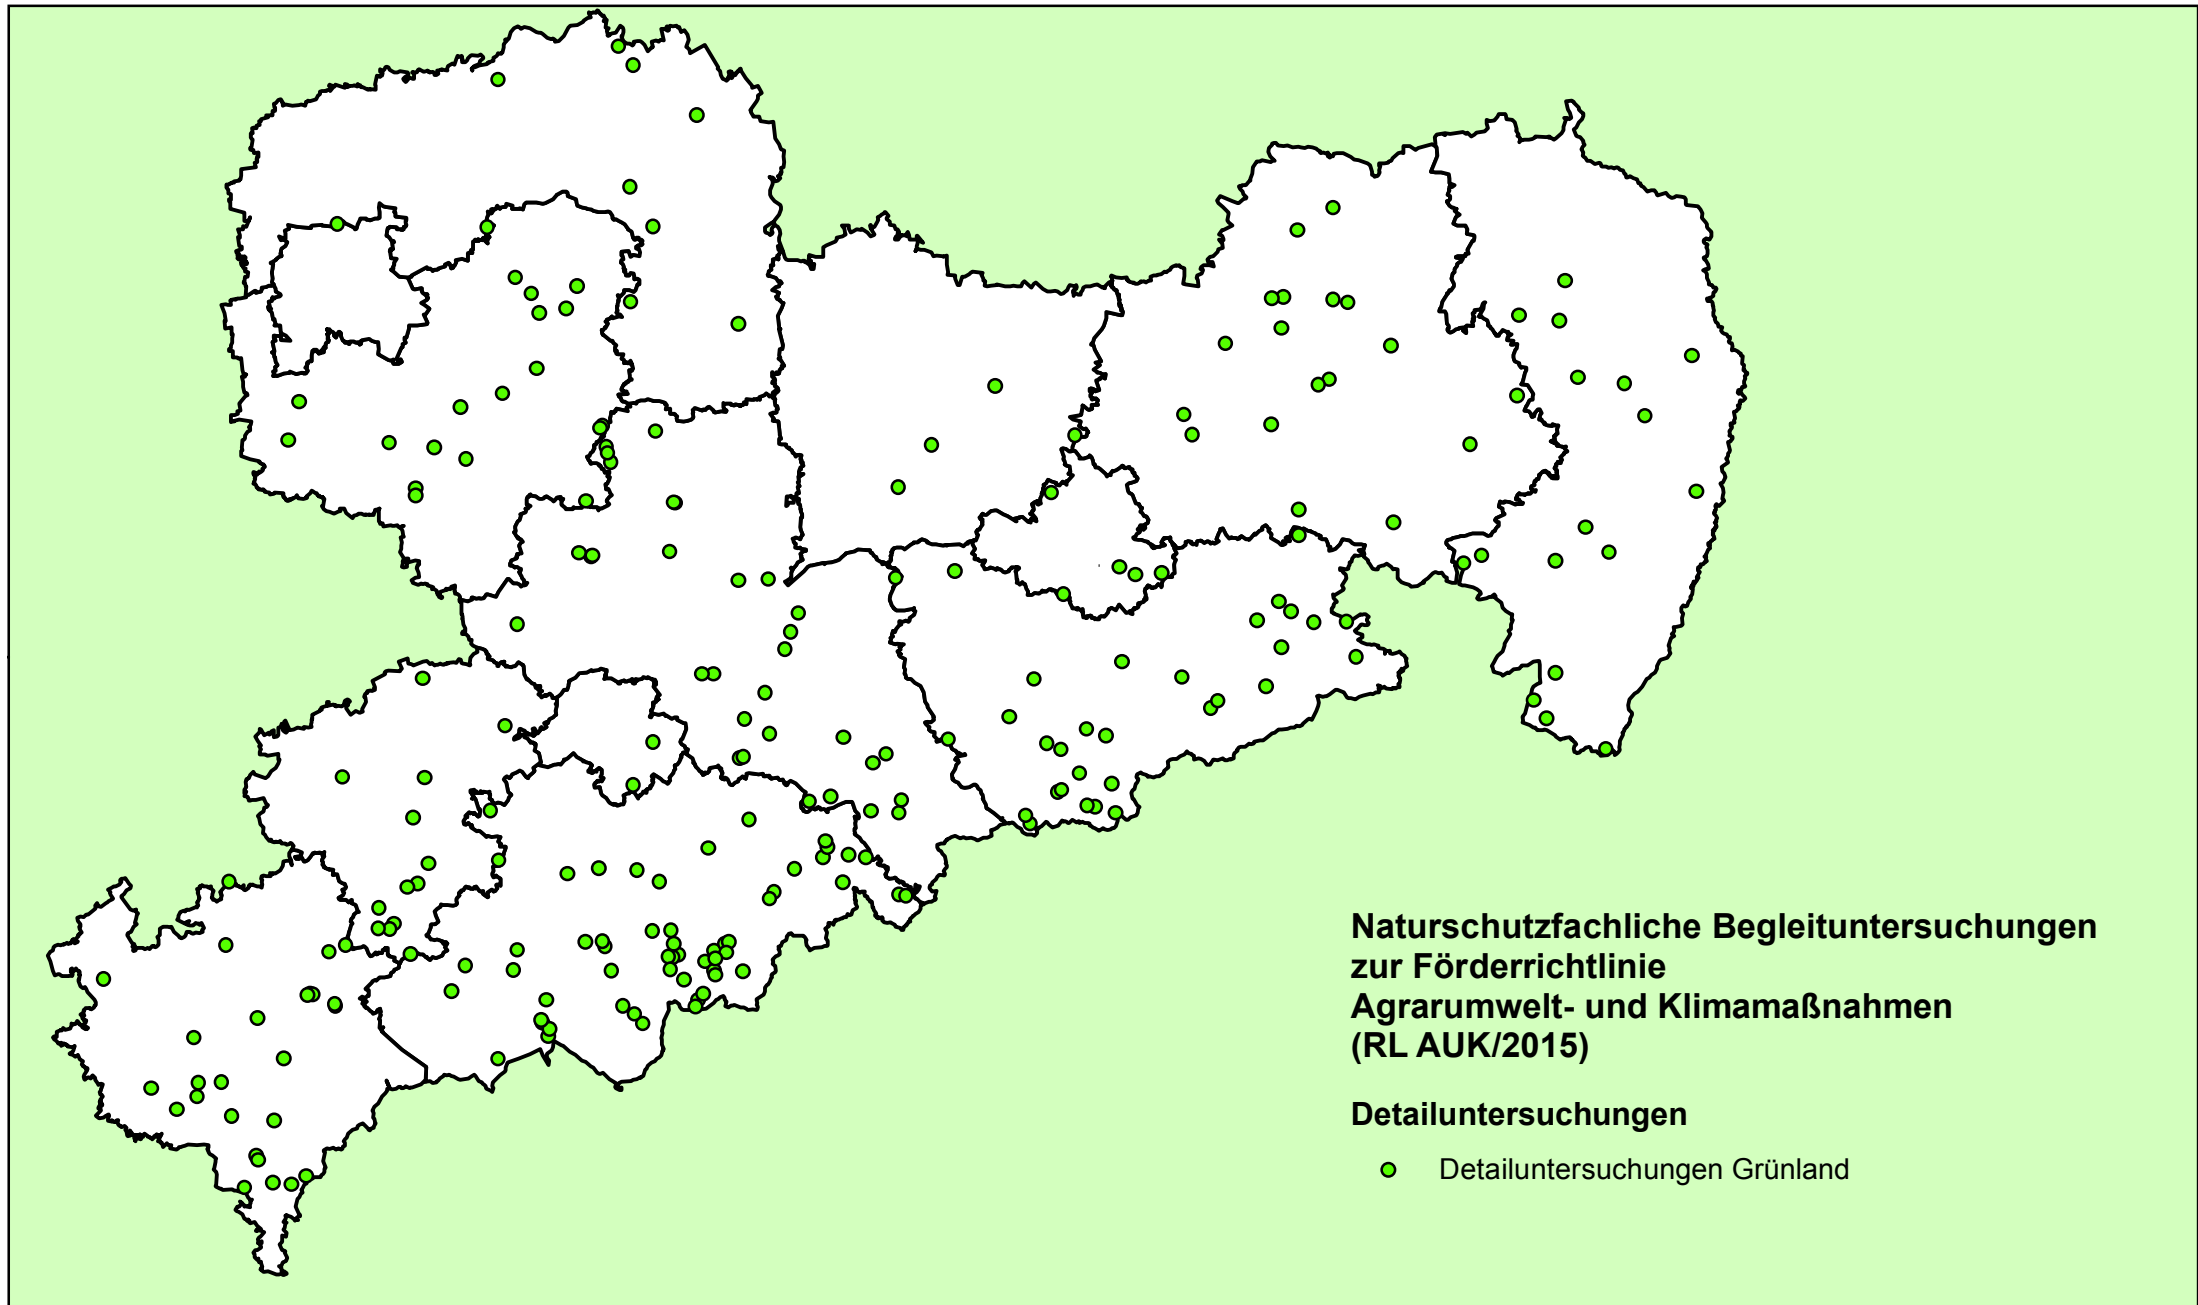 Naturschutzfachliche Begleituntersuchungen
zur Förderrichtlinie
Agrarumwelt- und Klimamaßnahmen
(RL AUK/2015)
Detailuntersuchungen
Detailuntersuchungen Grünland